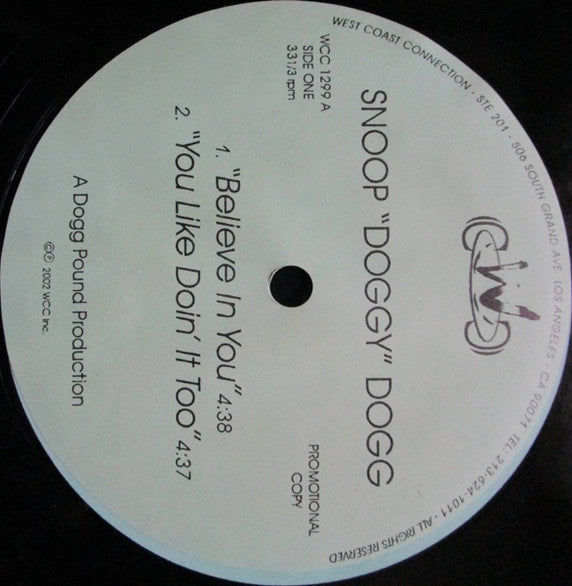 WEST COAST CONNECTION · STE 201 · 506 SOUTH GRAND AVE LOS ANGELES · CA 90071 TEL: 213-624-1011 · ALL RIGHTS RESERVED
WCC
WCC 1299 A
SIDE ONE
33 1/3 rpm
SNOOP "DOGGY" DOGG
PROMOTIONAL
COPY
1. "Believe In You" 4:38
2. "You Like Doin' It Too" 4:37
A Dogg Pound Production
©℗ 2002 WCC Inc.